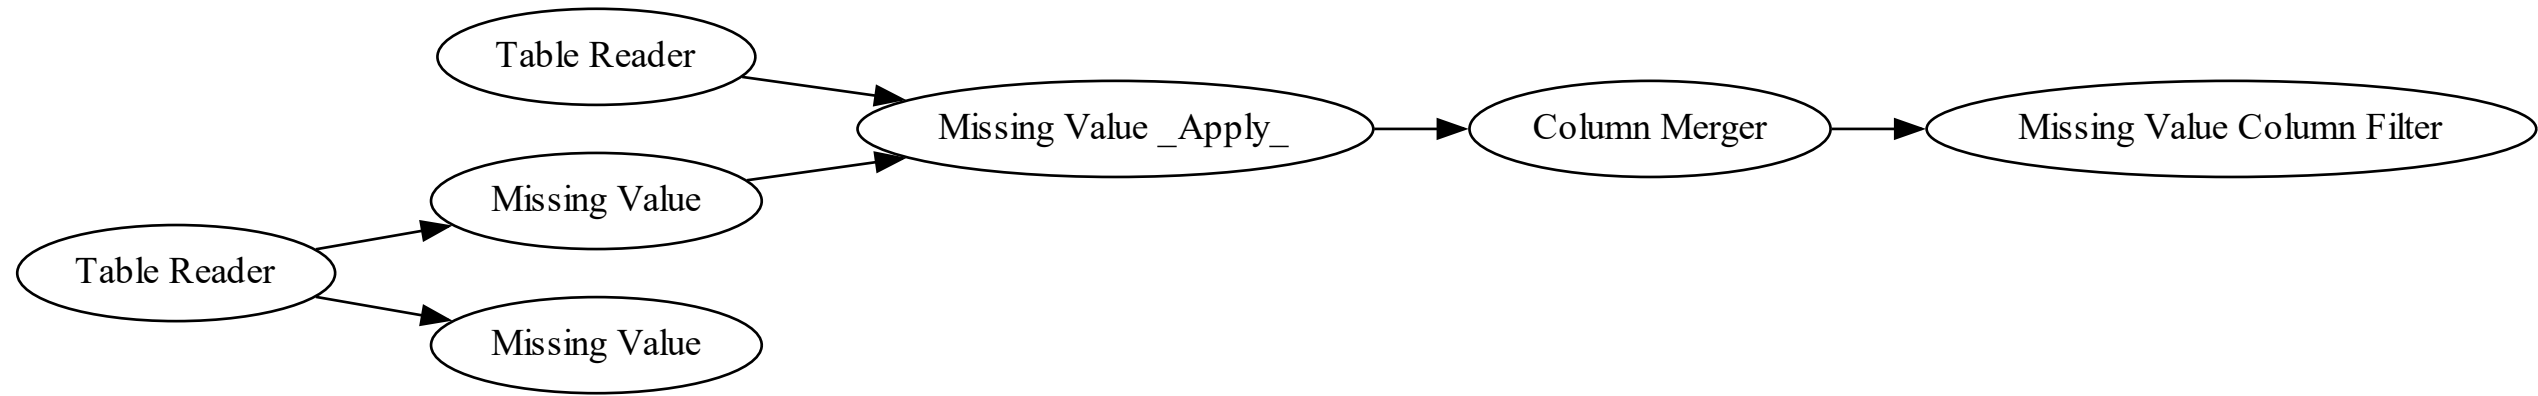 Table Reader
Missing Value _Apply_
Column Merger
Missing Value Column Filter
Missing Value
Table Reader
Missing Value